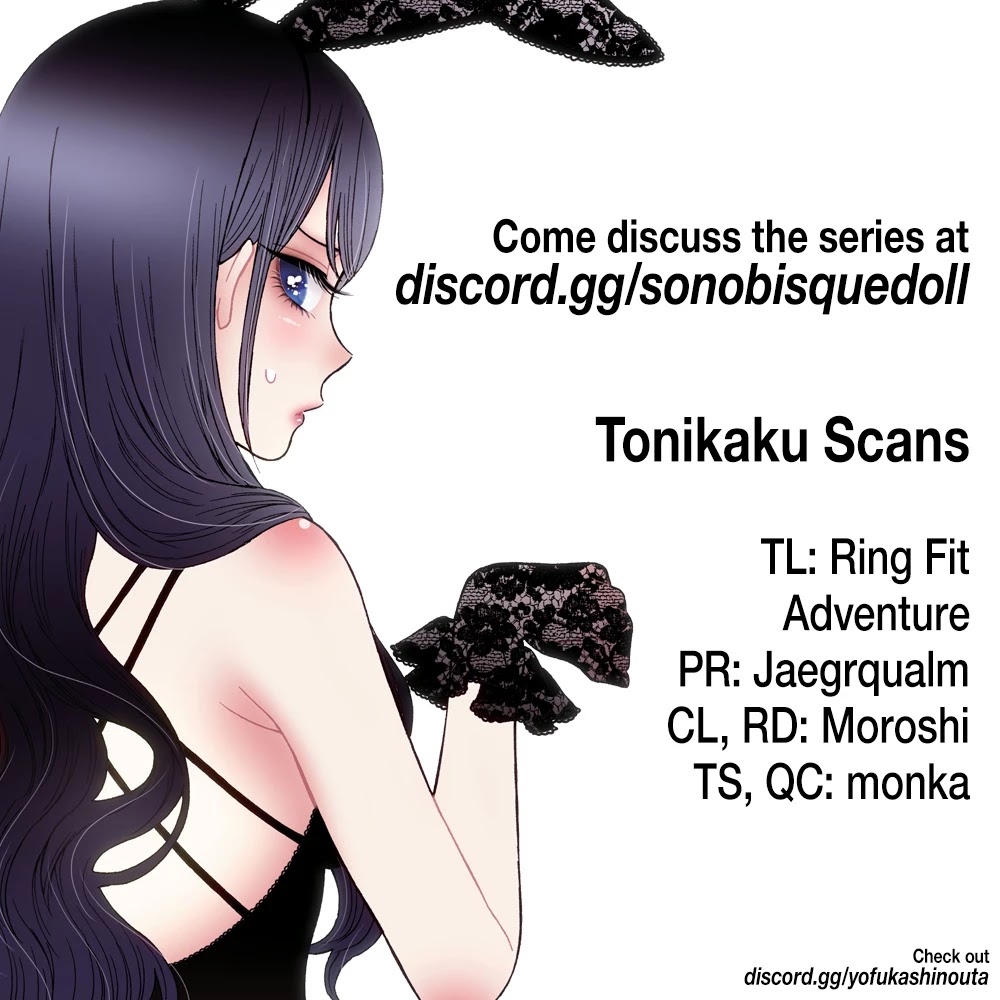 Come discuss the series at
discord.gg/sonobisquedoll
Tonikaku Scans
TL: Ring Fit
Adventure
PR: Jaegrqualm
CL, RD: Moroshi
TS, QC: monka
Check out
discord.gg/yofukashinouta